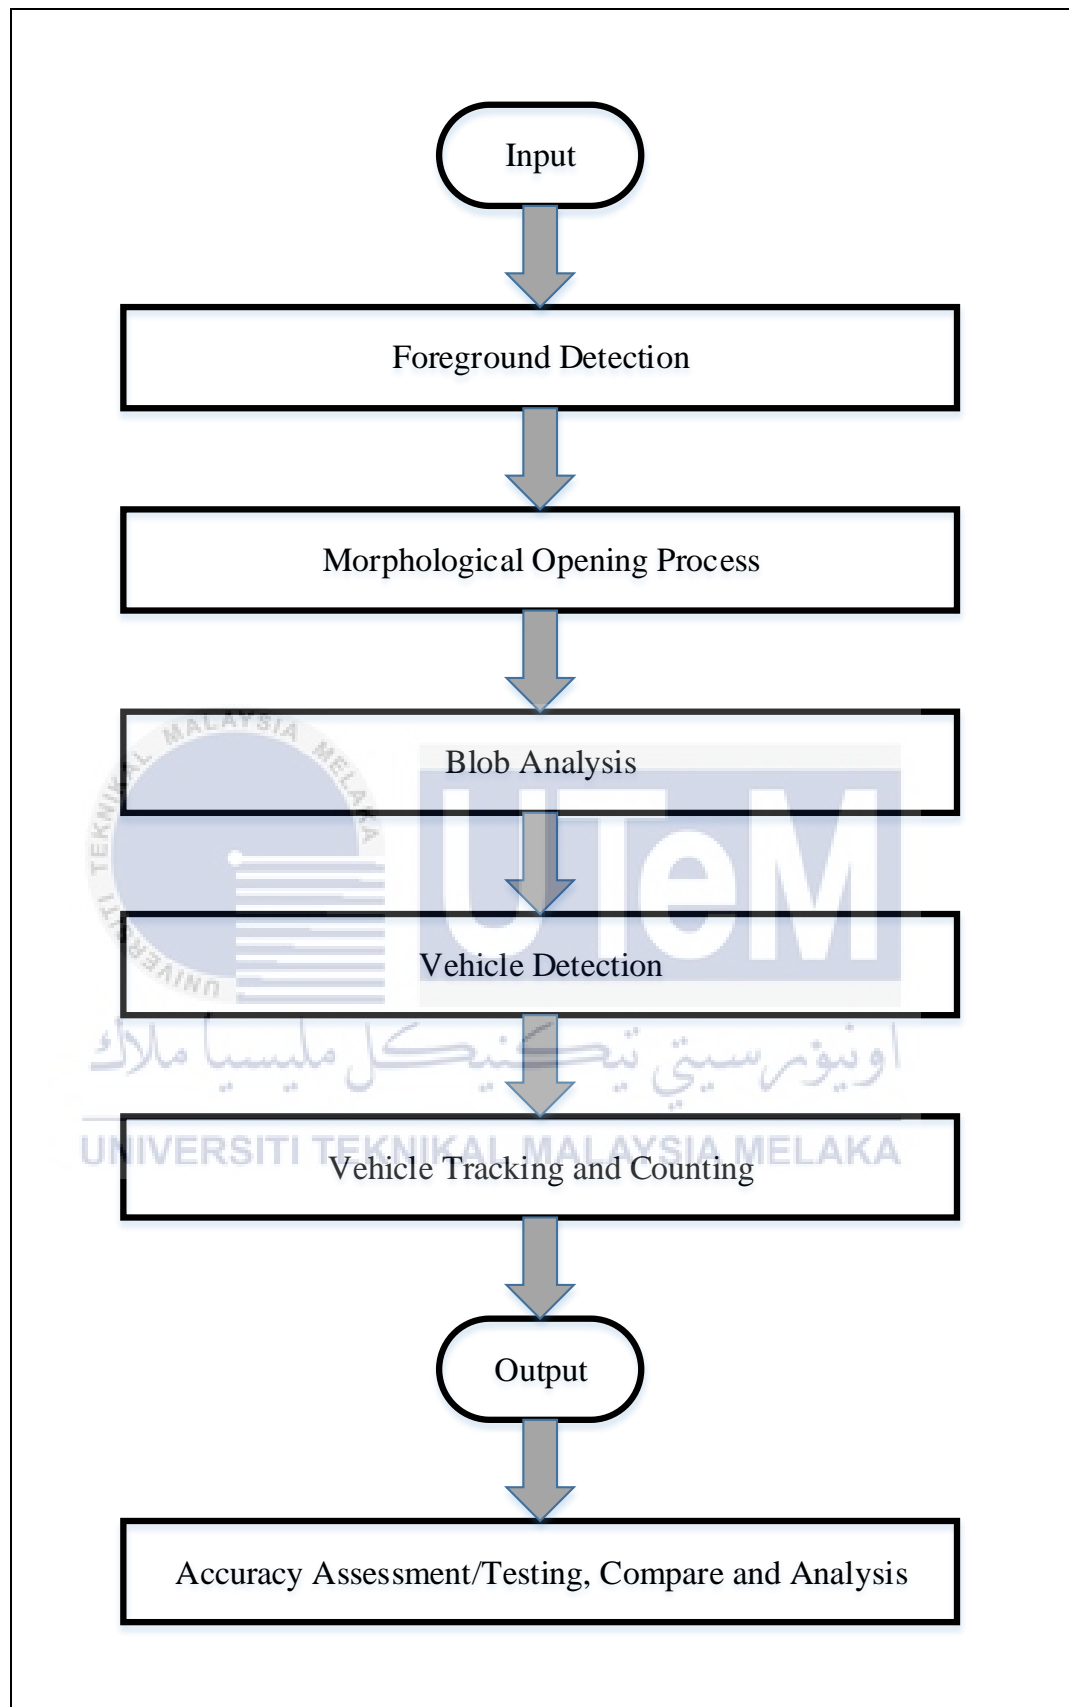 Input
Foreground Detection
Morphological Opening Process
Blob Analysis
UNIVERSITI TEKNIKAL MALAYSIA MELAKA
UTeM
Vehicle Detection
اونيۏرسيتي تيكنيكل مليسيا ملاك
UNIVERSITI TEKNIKAL MALAYSIA MELAKA
Vehicle Tracking and Counting
Output
Accuracy Assessment/Testing, Compare and Analysis